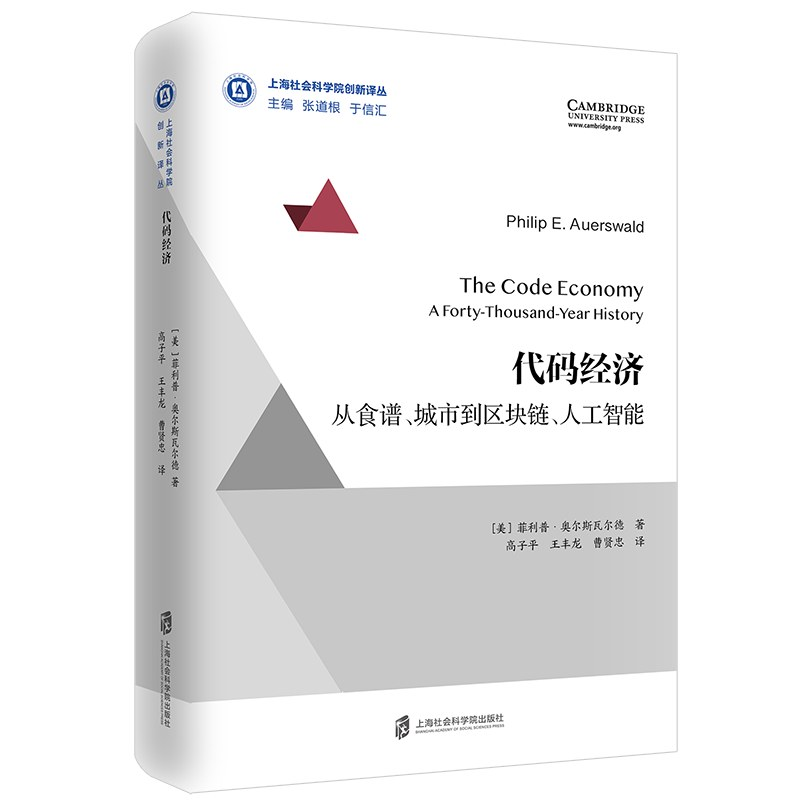 上海社会科学院创新译丛
主编 张道根 于信汇
CAMBRIDGE
UNIVERSITY PRESS
www.cambridge.org
Philip E. Auerswald
The Code Economy
A Forty-Thousand-Year History
代码经济
从食谱、城市到区块链、人工智能
[美] 菲利普·奥尔斯瓦尔德 著
高子平 王丰龙 曹贤忠 译
上海社会科学院出版社
SHANGHAI ACADEMY OF SOCIAL SCIENCES PRESS
上海社会科学院
创新译丛
代码经济
[美]菲利普·奥尔斯瓦尔德 著
高子平 王丰龙 曹贤忠 译
上海社会科学院出版社